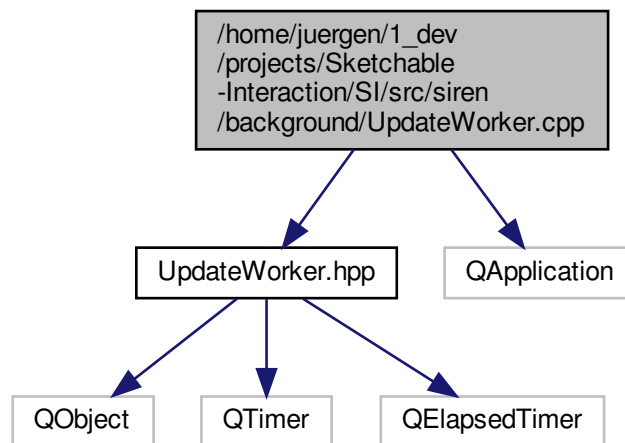 /home/juergen/1_dev
/projects/Sketchable
-Interaction/SI/src/siren
/background/UpdateWorker.cpp
UpdateWorker.hpp
QApplication
QObject
QTimer
QElapsedTimer